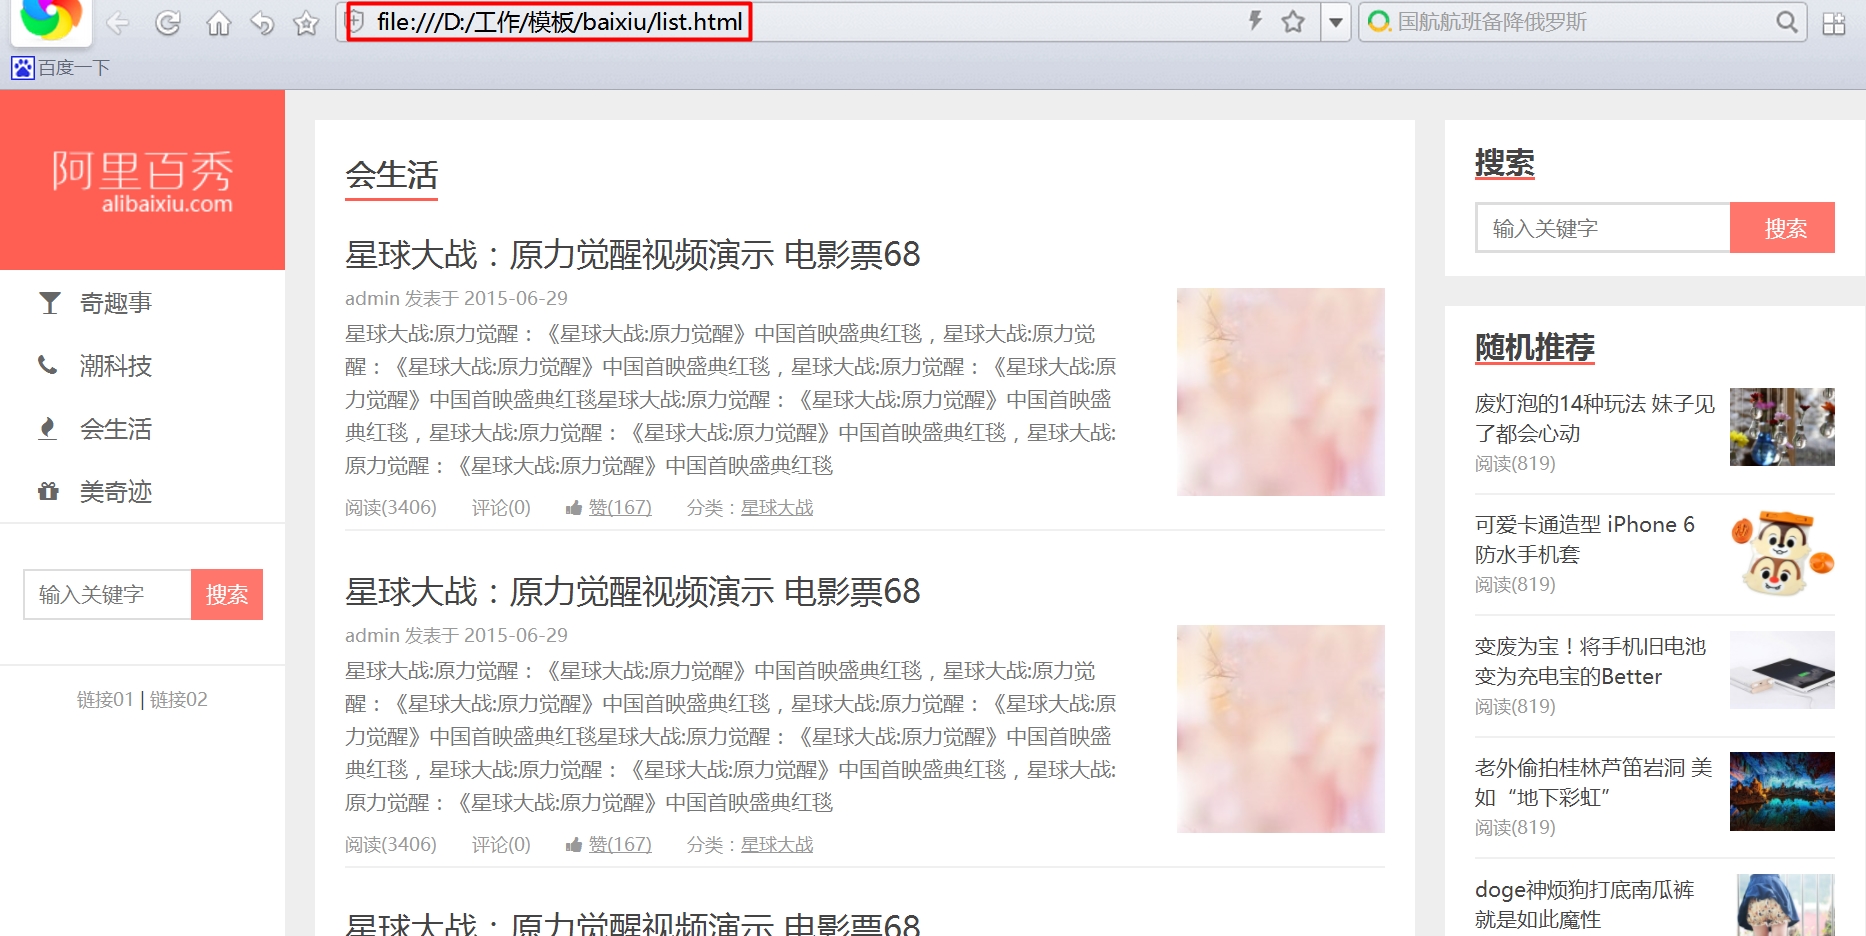 file:///D:/工作/模板/baixiu/list.html
国航航班备降俄罗斯
百度一下
阿里百秀
alibaixiu.com
奇趣事
潮科技
会生活
美奇迹
输入关键字
搜索
链接01 | 链接02
会生活
星球大战：原力觉醒视频演示 电影票68
admin 发表于 2015-06-29
星球大战:原力觉醒：《星球大战:原力觉醒》中国首映盛典红毯，星球大战:原力觉
醒：《星球大战:原力觉醒》中国首映盛典红毯，星球大战:原力觉醒：《星球大战:原
力觉醒》中国首映盛典红毯星球大战:原力觉醒：《星球大战:原力觉醒》中国首映盛
典红毯，星球大战:原力觉醒：《星球大战:原力觉醒》中国首映盛典红毯，星球大战:
原力觉醒：《星球大战:原力觉醒》中国首映盛典红毯
阅读(3406) 评论(0) 赞(167) 分类：星球大战
星球大战：原力觉醒视频演示 电影票68
admin 发表于 2015-06-29
星球大战:原力觉醒：《星球大战:原力觉醒》中国首映盛典红毯，星球大战:原力觉
醒：《星球大战:原力觉醒》中国首映盛典红毯，星球大战:原力觉醒：《星球大战:原
力觉醒》中国首映盛典红毯星球大战:原力觉醒：《星球大战:原力觉醒》中国首映盛
典红毯，星球大战:原力觉醒：《星球大战:原力觉醒》中国首映盛典红毯，星球大战:
原力觉醒：《星球大战:原力觉醒》中国首映盛典红毯
阅读(3406) 评论(0) 赞(167) 分类：星球大战
星球大战：原力觉醒视频演示 电影票68
搜索
输入关键字
搜索
随机推荐
废灯泡的14种玩法 妹子见
了都会心动
阅读(819)
可爱卡通造型 iPhone 6
防水手机套
阅读(819)
变废为宝！将手机旧电池
变为充电宝的Better
阅读(819)
老外偷拍桂林芦笛岩洞 美
如“地下彩虹”
阅读(819)
doge神烦狗打底南瓜裤
就是如此魔性